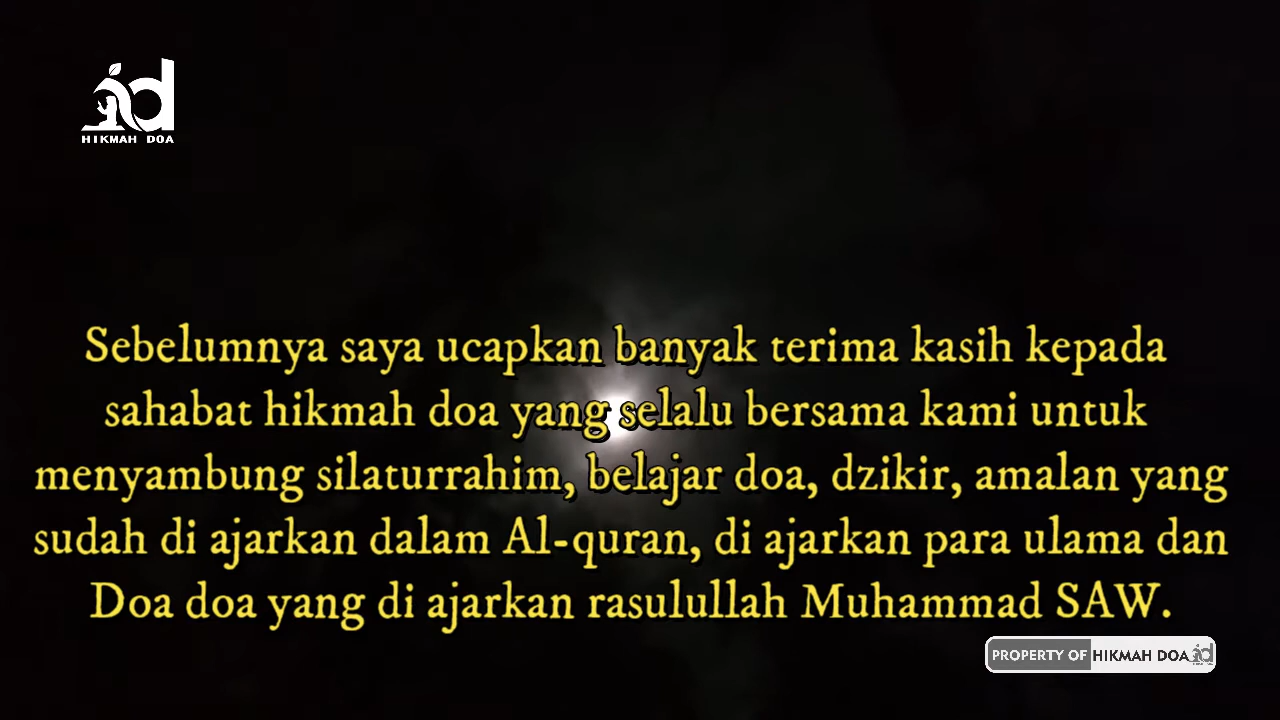 id
HIKMAH DOA
Sebelumnya saya ucapkan banyak terima kasih kepada
sahabat hikmah doa yang selalu bersama kami untuk
menyambung silaturrahim, belajar doa, dzikir, amalan yang
sudah di ajarkan dalam Al-quran, di ajarkan para ulama dan
Doa doa yang di ajarkan rasulullah Muhammad SAW.
PROPERTY OF HIKMAH DOA id